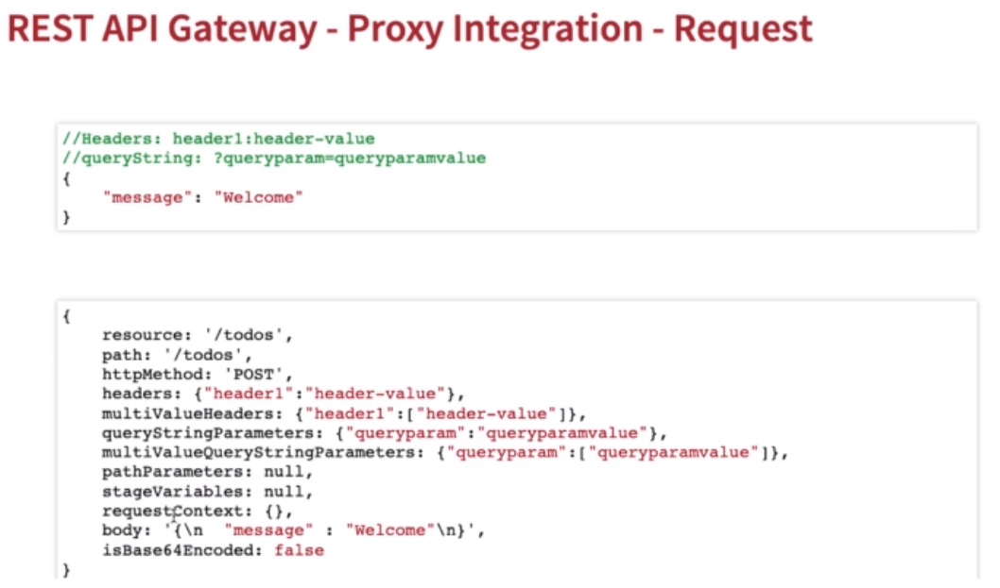 REST API Gateway - Proxy Integration - Request
//Headers: header1:header-value
//queryString: ?queryparam=queryparamvalue
{
    "message": "Welcome"
}
{
    resource: '/todos',
    path: '/todos',
    httpMethod: 'POST',
    headers: {"header1":"header-value"},
    multiValueHeaders: {"header1":["header-value"]},
    queryStringParameters: {"queryparam":"queryparamvalue"},
    multiValueQueryStringParameters: {"queryparam":["queryparamvalue"]},
    pathParameters: null,
    stageVariables: null,
    requestContext: {},
    body: '{\n  "message" : "Welcome"\n}',
    isBase64Encoded: false
}